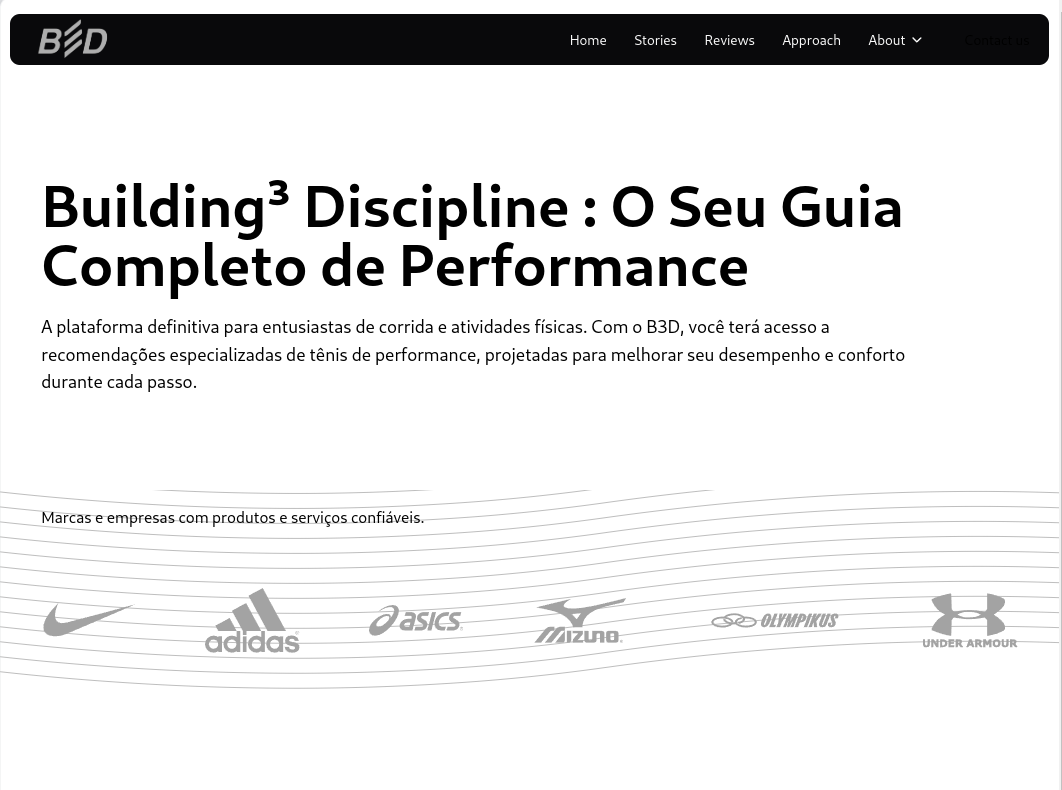 B3D
Home Stories Reviews Approach About Contact us
Building³ Discipline : O Seu Guia
Completo de Performance
A plataforma definitiva para entusiastas de corrida e atividades físicas. Com o B3D, você terá acesso a
recomendações especializadas de tênis de performance, projetadas para melhorar seu desempenho e conforto
durante cada passo.
Marcas e empresas com produtos e serviços confiáveis.
adidas asics MIZUNO OLYMPIKUS UNDER ARMOUR